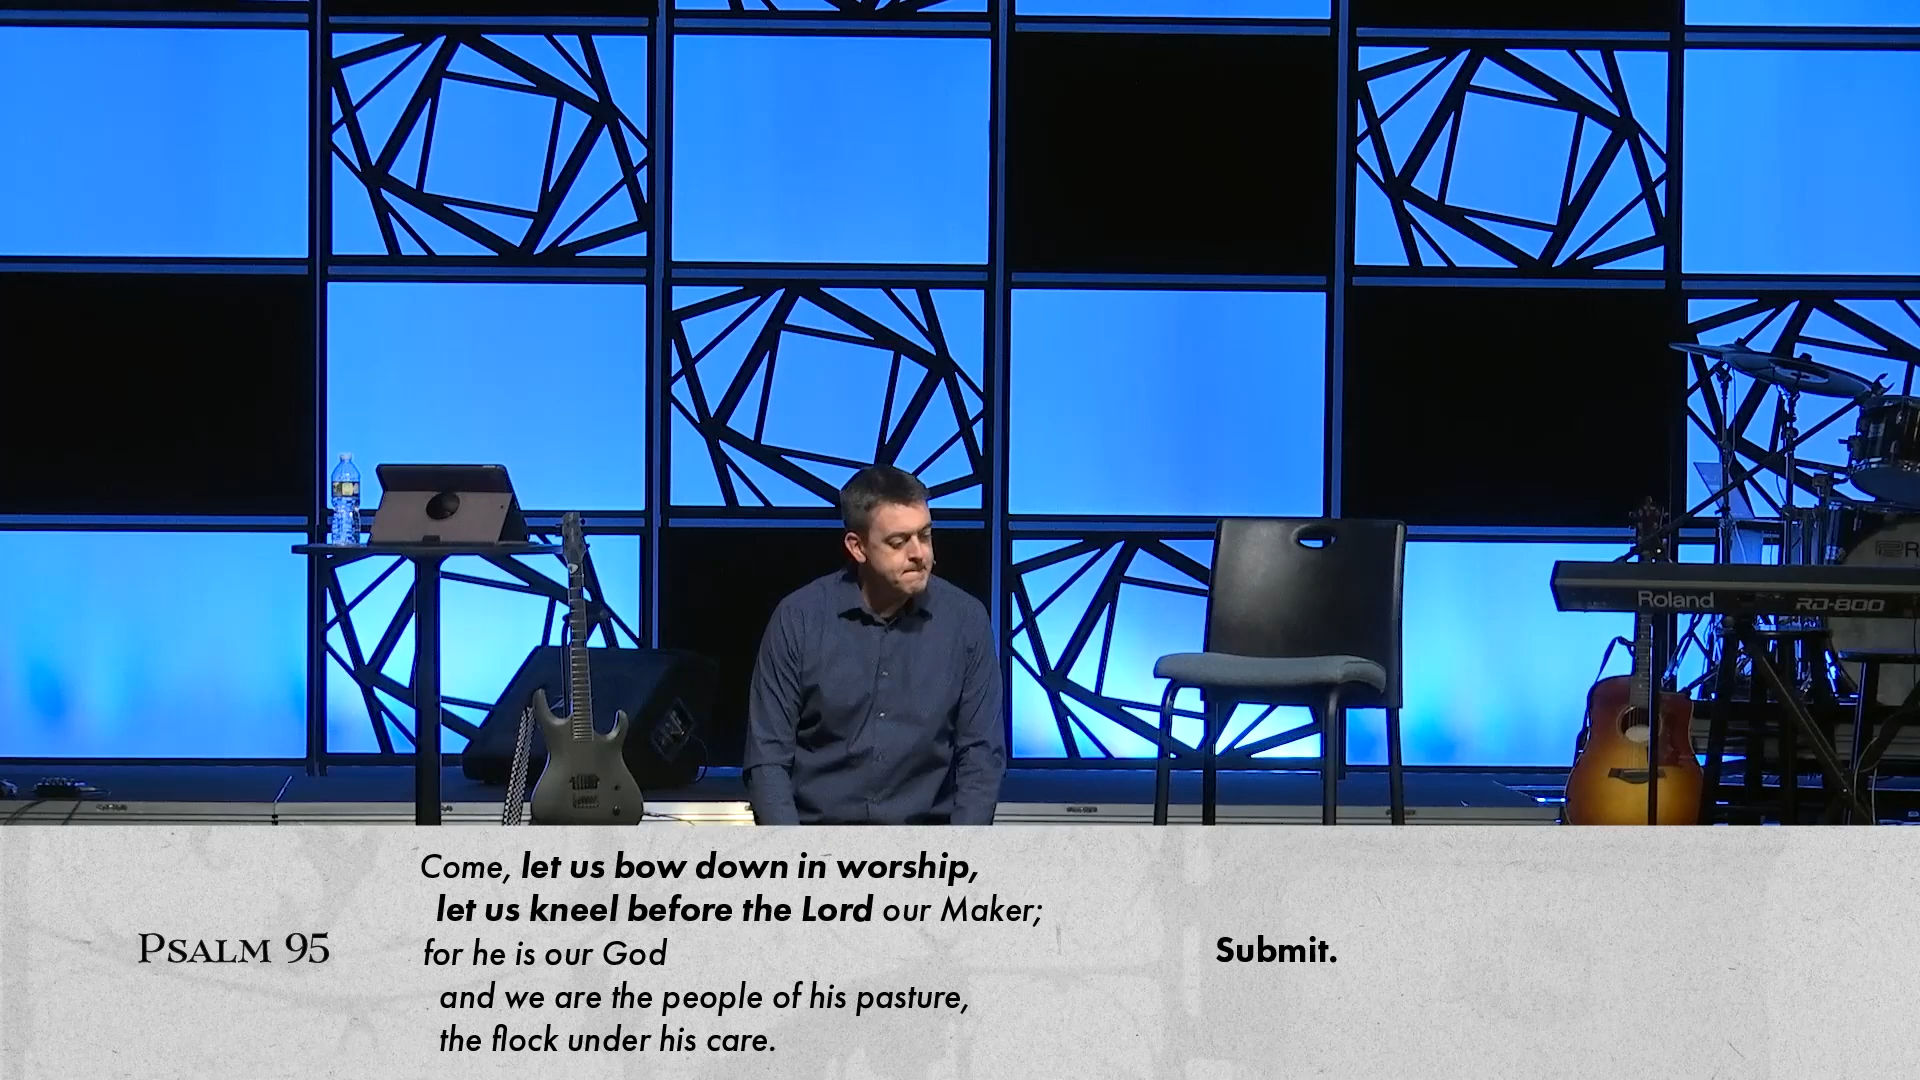 Roland RD-800
Psalm 95
Come, let us bow down in worship,
let us kneel before the Lord our Maker;
for he is our God
and we are the people of his pasture,
the flock under his care.
Submit.